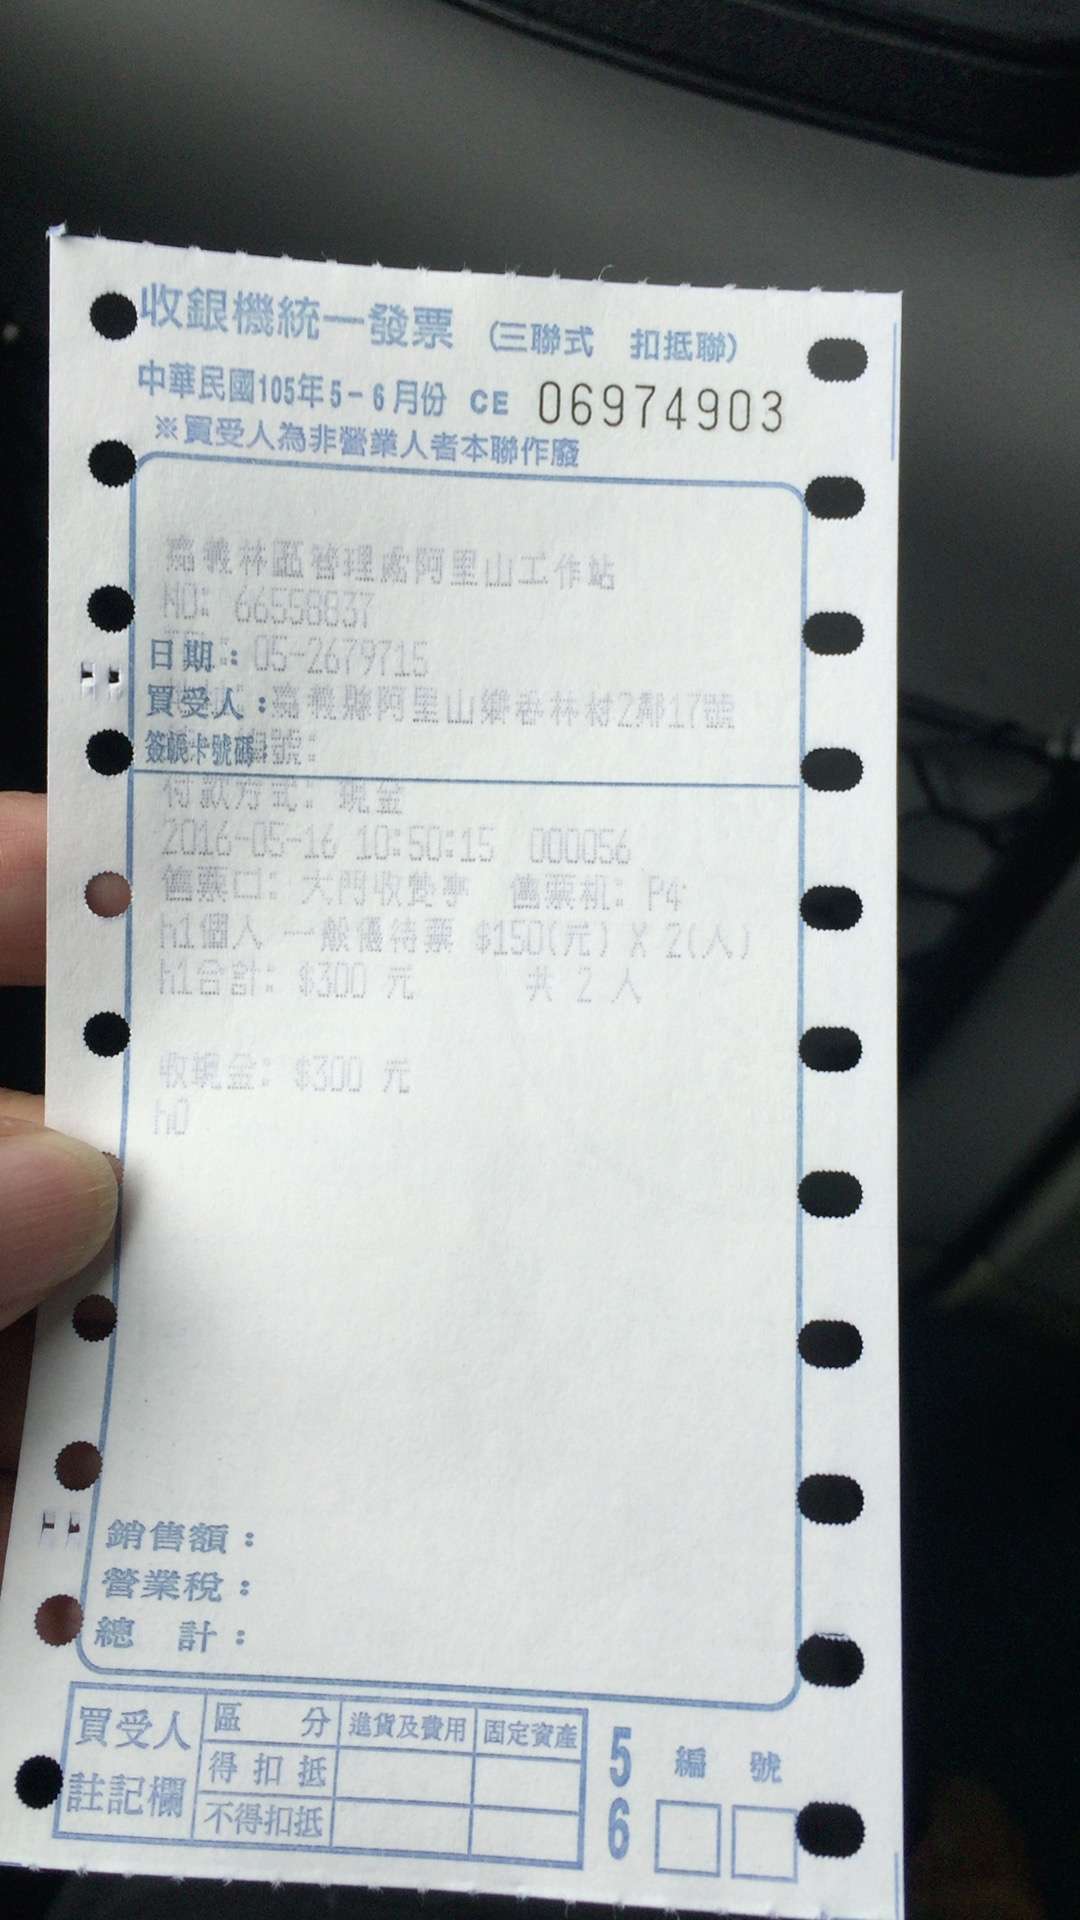 收銀機統一發票 (三聯式 扣抵聯)
中華民國105年5-6月份 CE 06974903
※買受人為非營業人者本聯作廢
嘉義林區管理處阿里山工作站
NO: 66558837
日期: 05-2679715
買受人:嘉義縣阿里山鄉香林村2鄰17號
簽帳卡號碼: 號:
付款方式: 現金
2016-05-16 10:50:15 000056
售票口: 大門收費亭 售票机: P4
h1個人 一般優待票 $150(元) X 2(人)
h1合計: $300 元 共 2 人
收現金: $300 元
h0
銷售額:
營業稅:
總 計:
買受人註記欄
區 分 進貨及費用 固定資產
得扣抵
不得扣抵
5 6
編 號